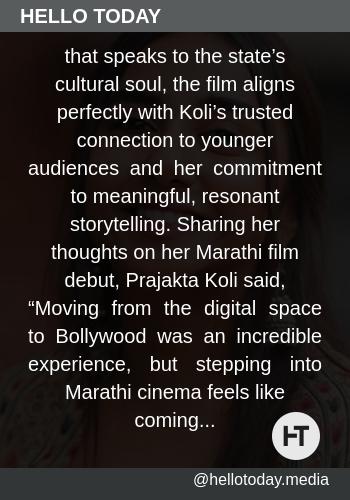 HELLO TODAY
that speaks to the state’s
cultural soul, the film aligns
perfectly with Koli’s trusted
connection to younger
audiences and her commitment
to meaningful, resonant
storytelling. Sharing her
thoughts on her Marathi film
debut, Prajakta Koli said,
“Moving from the digital space
to Bollywood was an incredible
experience, but stepping into
Marathi cinema feels like
coming...
HT
@hellotoday.media